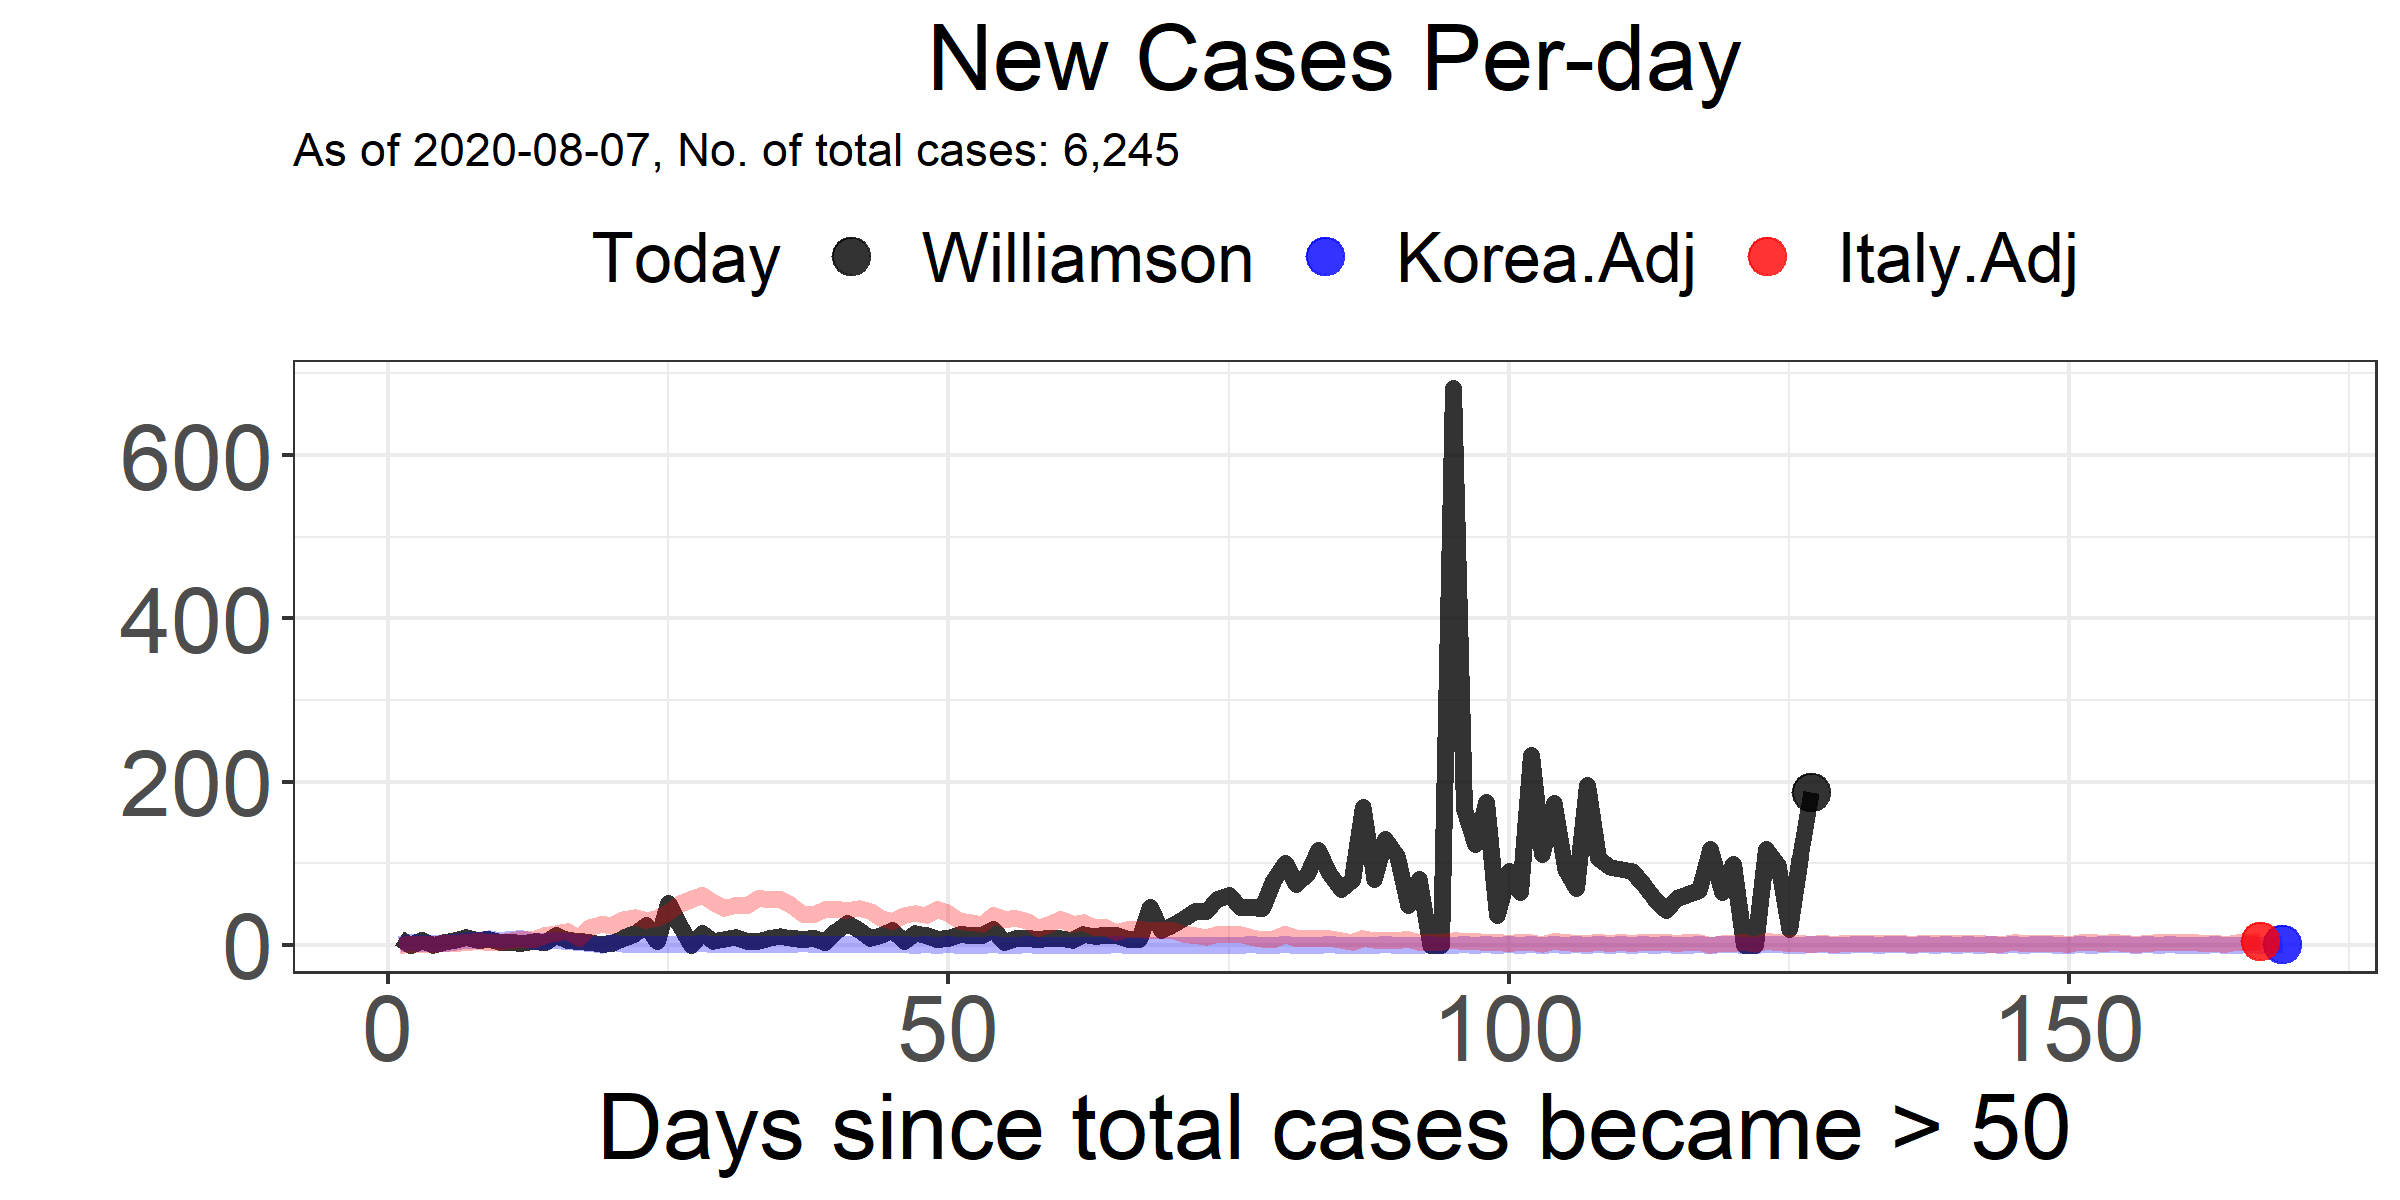 New Cases Per-day
As of 2020-08-07, No. of total cases: 6,245
Today Williamson Korea.Adj Italy.Adj
600
400
200
0
0 50 100 150
Days since total cases became > 50